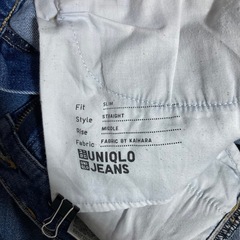 Fit SLIM
Style STRAIGHT
Rise MIDDLE
Fabric FABRIC BY KAIHARA
UNIQLO
JEANS